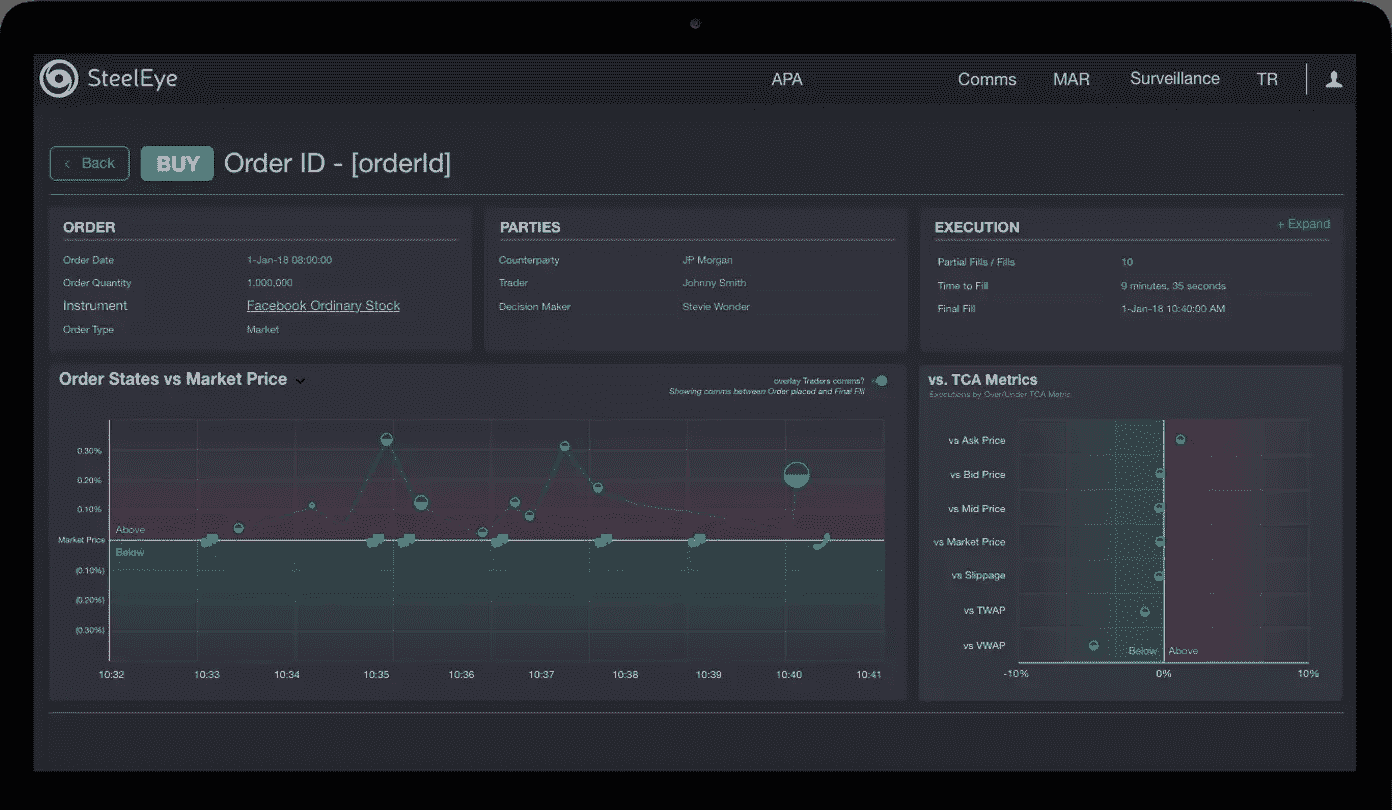 SteelEye
APA Comms MAR Surveillance TR
< Back BUY Order ID - [orderId]
ORDER
Order Date 1-Jan-18 08:00:00
Order Quantity 1,000,000
Instrument Facebook Ordinary Stock
Order Type Market
PARTIES
Counterparty JP Morgan
Trader Johnny Smith
Decision Maker Stevie Wonder
EXECUTION + Expand
Partial Fills / Fills 10
Time to Fill 9 minutes, 35 seconds
Final Fill 1-Jan-18 10:40:00 AM
Order States vs Market Price
overlay Traders comms?
Showing comms between Order placed and Final Fill
0.30%
0.20%
0.10%
Above
Market Price
Below
(0.10%)
(0.20%)
(0.30%)
10:32 10:33 10:34 10:35 10:36 10:37 10:38 10:39 10:40 10:41
vs. TCA Metrics
Executions by Over/Under TCA Metric
vs Ask Price
vs Bid Price
vs Mid Price
vs Market Price
vs Slippage
vs TWAP
vs VWAP
Below Above
-10% 0% 10%